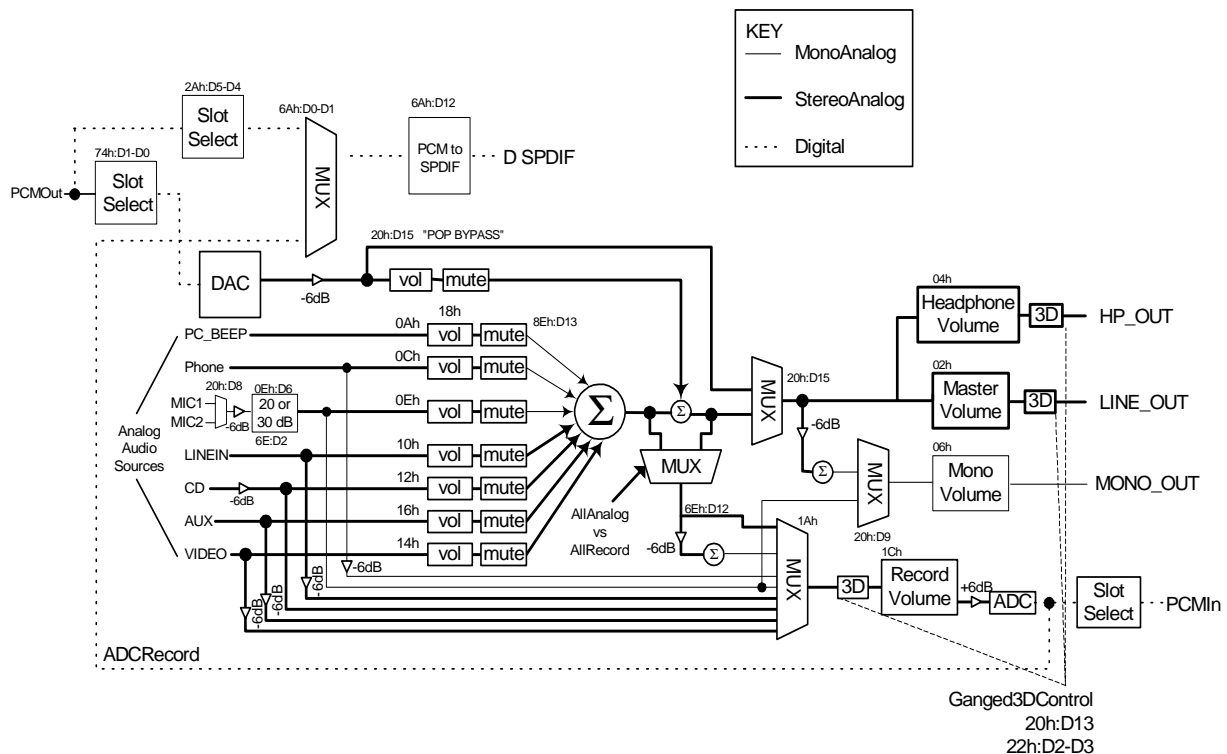 KEY
MonoAnalog
StereoAnalog
Digital
2Ah:D5-D4
Slot
Select
6Ah:D0-D1
MUX
6Ah:D12
PCM to
SPDIF
D SPDIF
74h:D1-D0
Slot
Select
PCMOut
20h:D15 "POP BYPASS"
DAC
-6dB
vol
mute
18h
8Eh:D13
PC_BEEP
0Ah
vol
mute
Phone
0Ch
vol
mute
20h:D8
0Eh:D6
MIC1
MIC2
-6dB
20 or
30 dB
6E:D2
0Eh
vol
mute
Analog
Audio
Sources
LINEIN
10h
vol
mute
CD
-6dB
12h
vol
mute
AUX
16h
vol
mute
VIDEO
14h
vol
mute
Σ
Σ
MUX
AllAnalog
vs
AllRecord
6Eh:D12
-6dB
Σ
MUX
20h:D15
-6dB
Σ
MUX
20h:D9
04h
Headphone
Volume
3D
HP_OUT
02h
Master
Volume
3D
LINE_OUT
06h
Mono
Volume
MONO_OUT
-6dB
-6dB
-6dB
-6dB
-6dB
1Ah
MUX
3D
1Ch
Record
Volume
+6dB
ADC
Slot
Select
PCMIn
ADCRecord
Ganged3DControl
20h:D13
22h:D2-D3